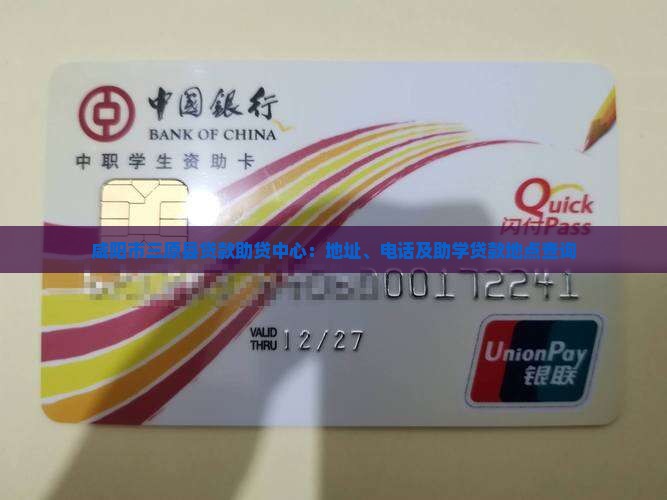 中国銀行
BANK OF CHINA
中职学生资助卡
Quick
闪付Pass
咸阳市三原县贷款助贷中心：地址、电话及助学贷款地点查询
00172241
VALID
THRU 12/27
UnionPay
银联